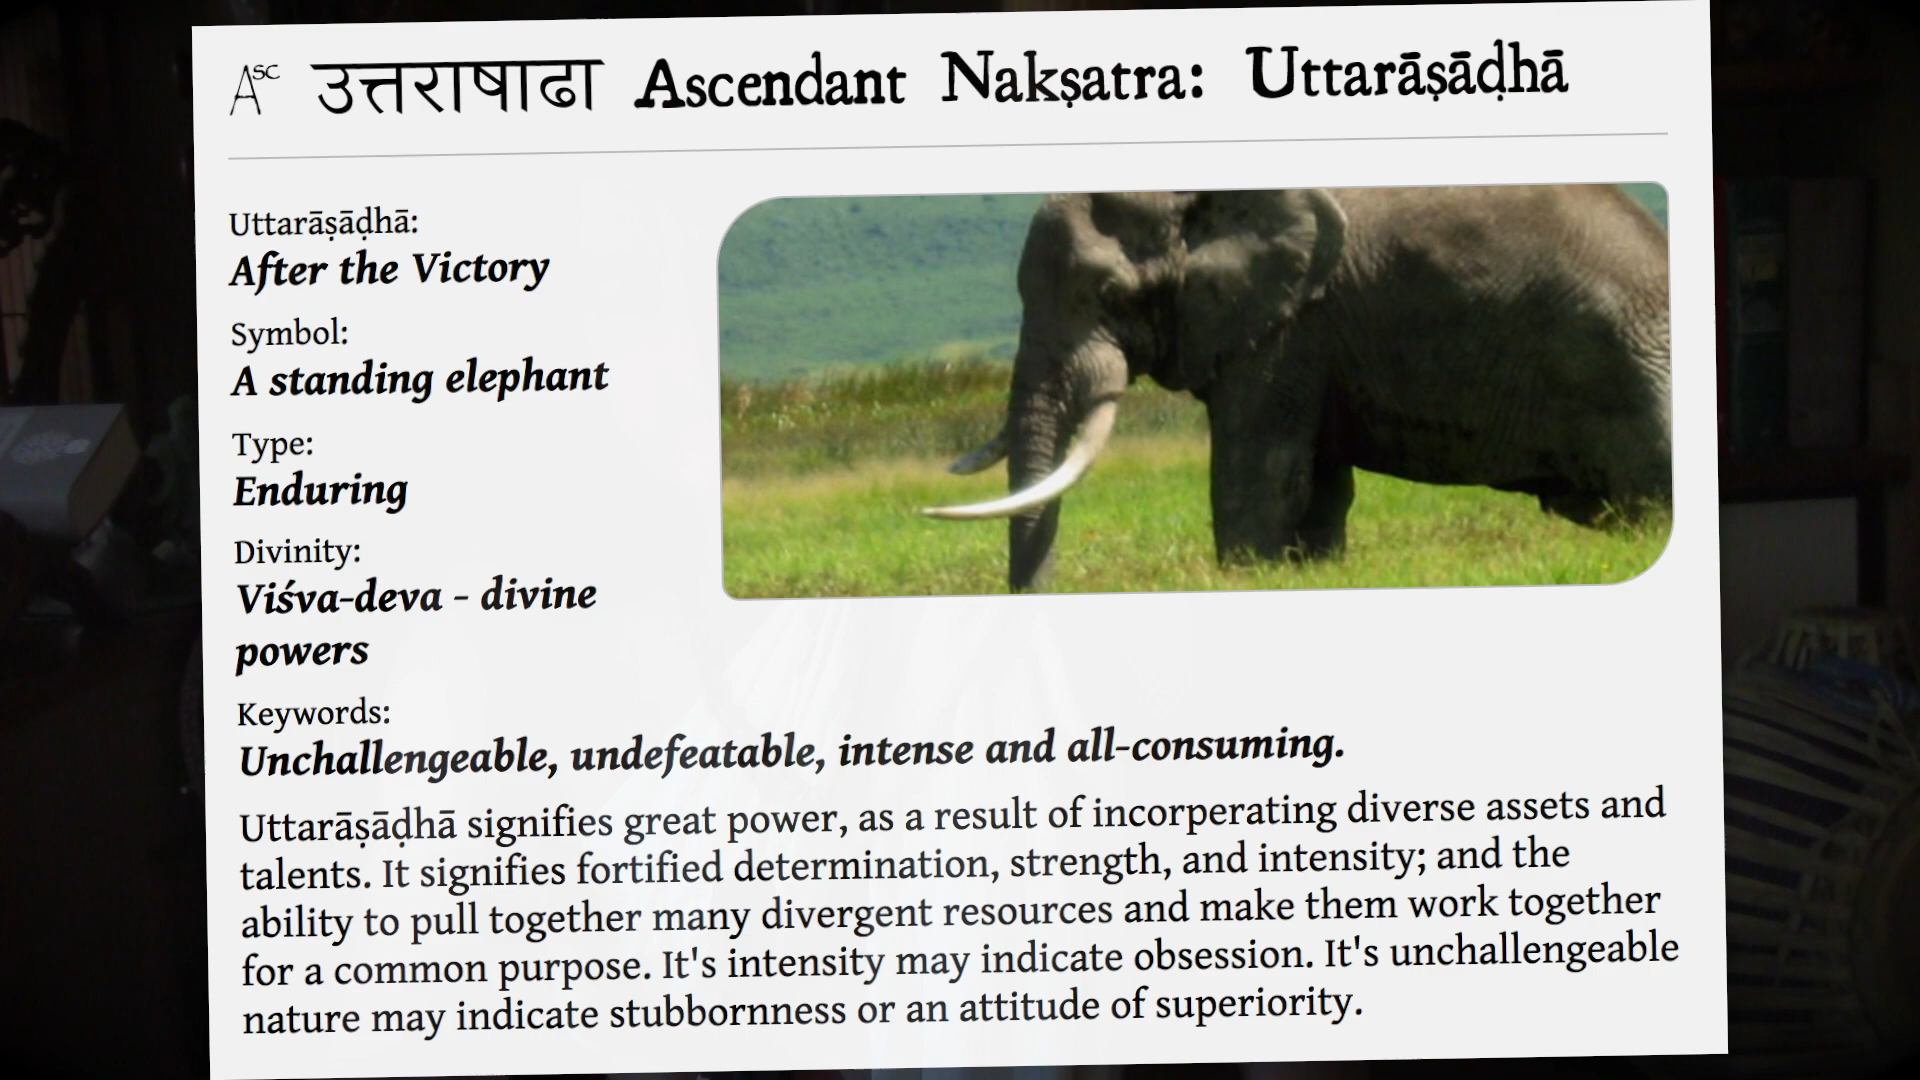 Asc उत्तराषाढा Ascendant Nakṣatra: Uttarāṣāḍhā
Uttarāṣāḍhā:
After the Victory
Symbol:
A standing elephant
Type:
Enduring
Divinity:
Viśva-deva - divine
powers
Keywords:
Unchallengeable, undefeatable, intense and all-consuming.
Uttarāṣāḍhā signifies great power, as a result of incorperating diverse assets and
talents. It signifies fortified determination, strength, and intensity; and the
ability to pull together many divergent resources and make them work together
for a common purpose. It's intensity may indicate obsession. It's unchallengeable
nature may indicate stubbornness or an attitude of superiority.